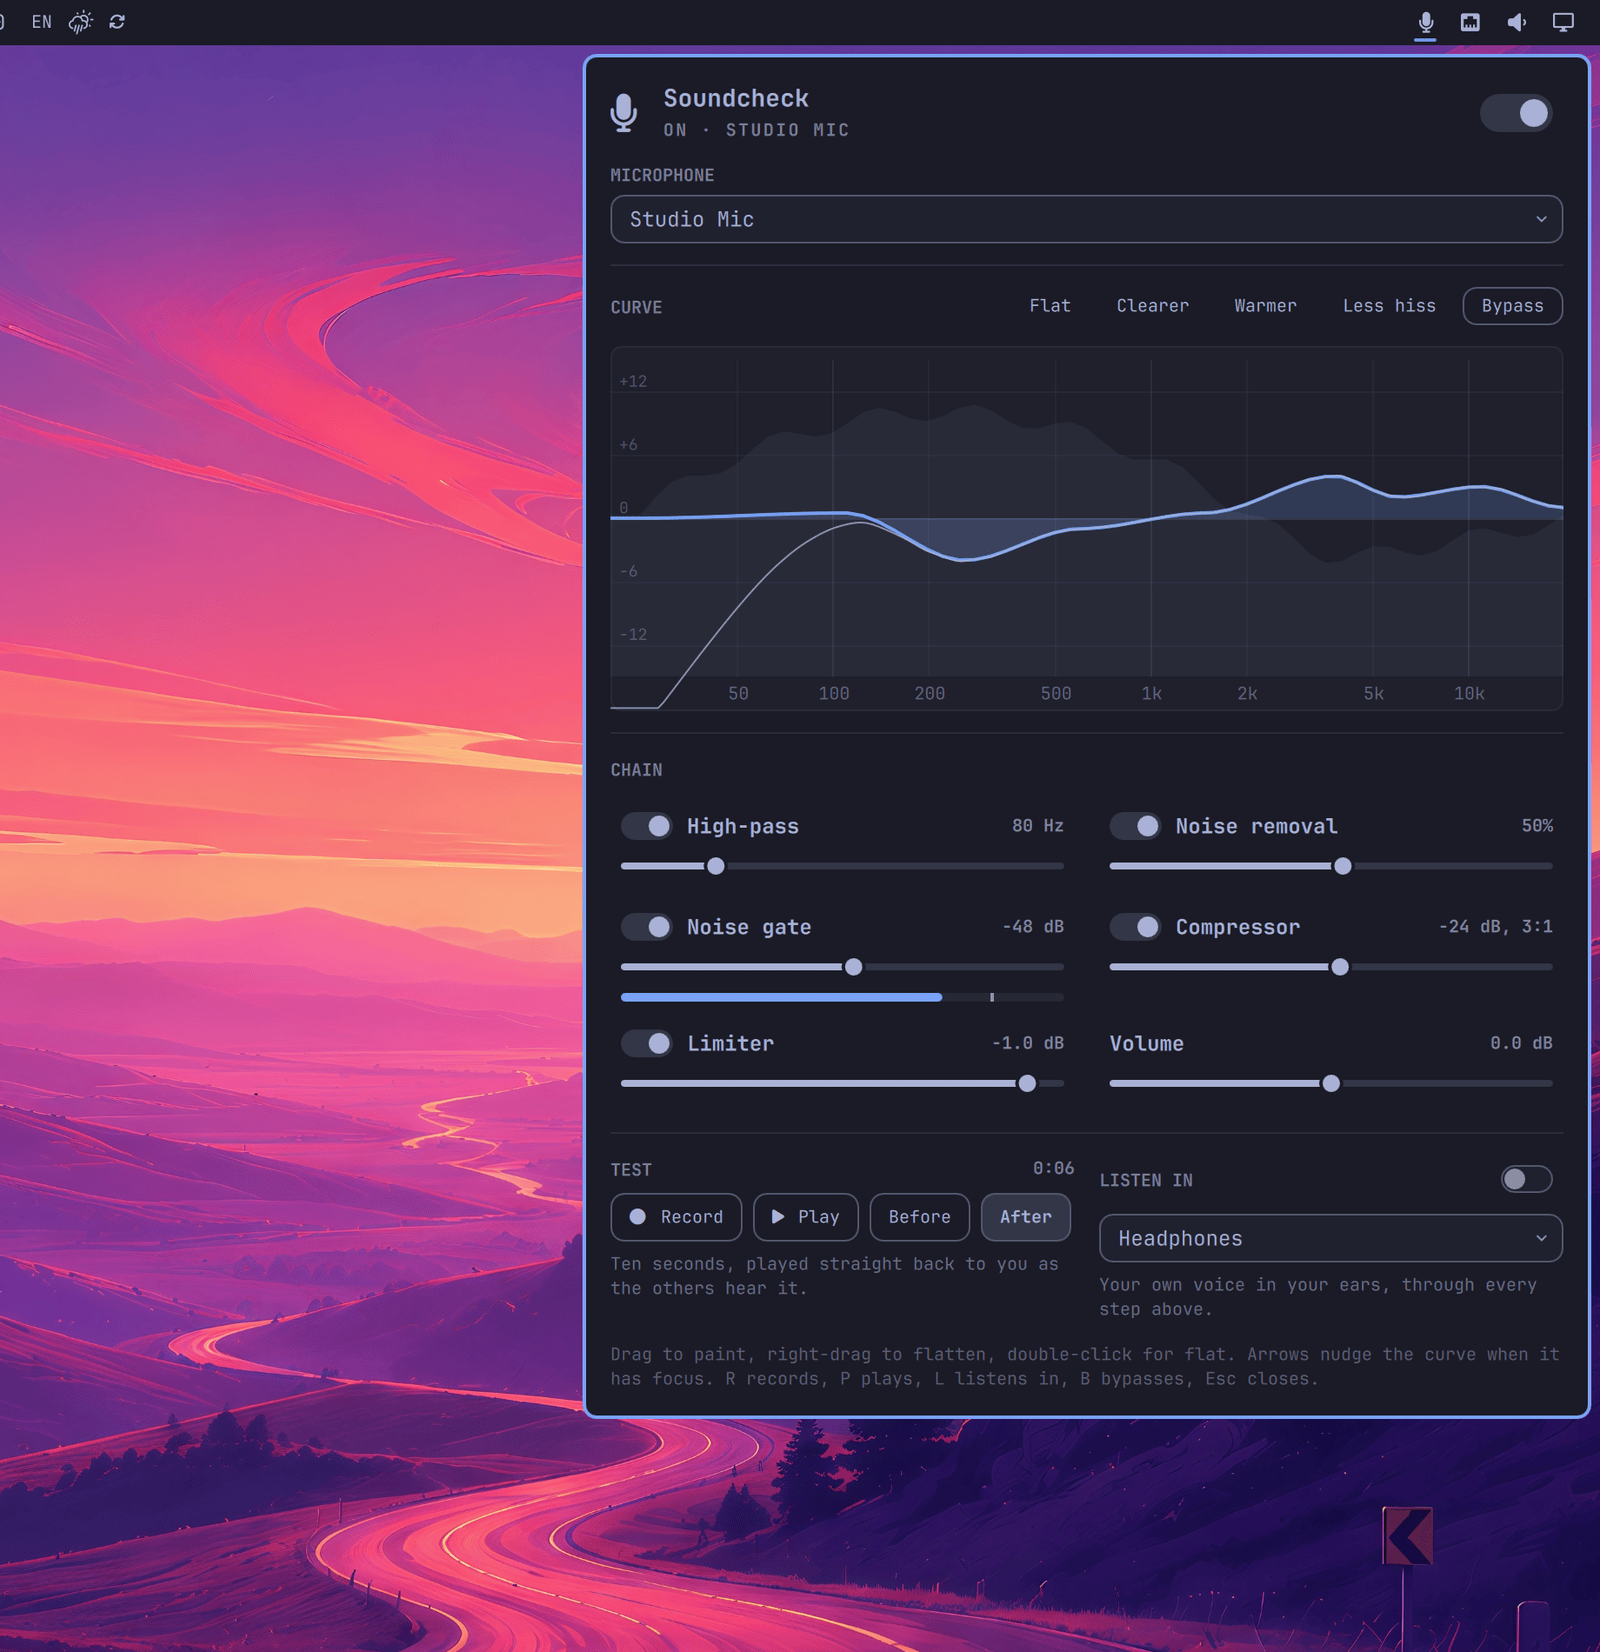 EN
Soundcheck
ON · STUDIO MIC
MICROPHONE
Studio Mic
CURVE Flat Clearer Warmer Less hiss Bypass
+12
+6
0
-6
-12
50 100 200 500 1k 2k 5k 10k
CHAIN
High-pass 80 Hz
Noise removal 50%
Noise gate -48 dB
Compressor -24 dB, 3:1
Limiter -1.0 dB
Volume 0.0 dB
TEST 0:06
Record Play Before After
Ten seconds, played straight back to you as
the others hear it.
LISTEN IN
Headphones
Your own voice in your ears, through every
step above.
Drag to paint, right-drag to flatten, double-click for flat. Arrows nudge the curve when it
has focus. R records, P plays, L listens in, B bypasses, Esc closes.